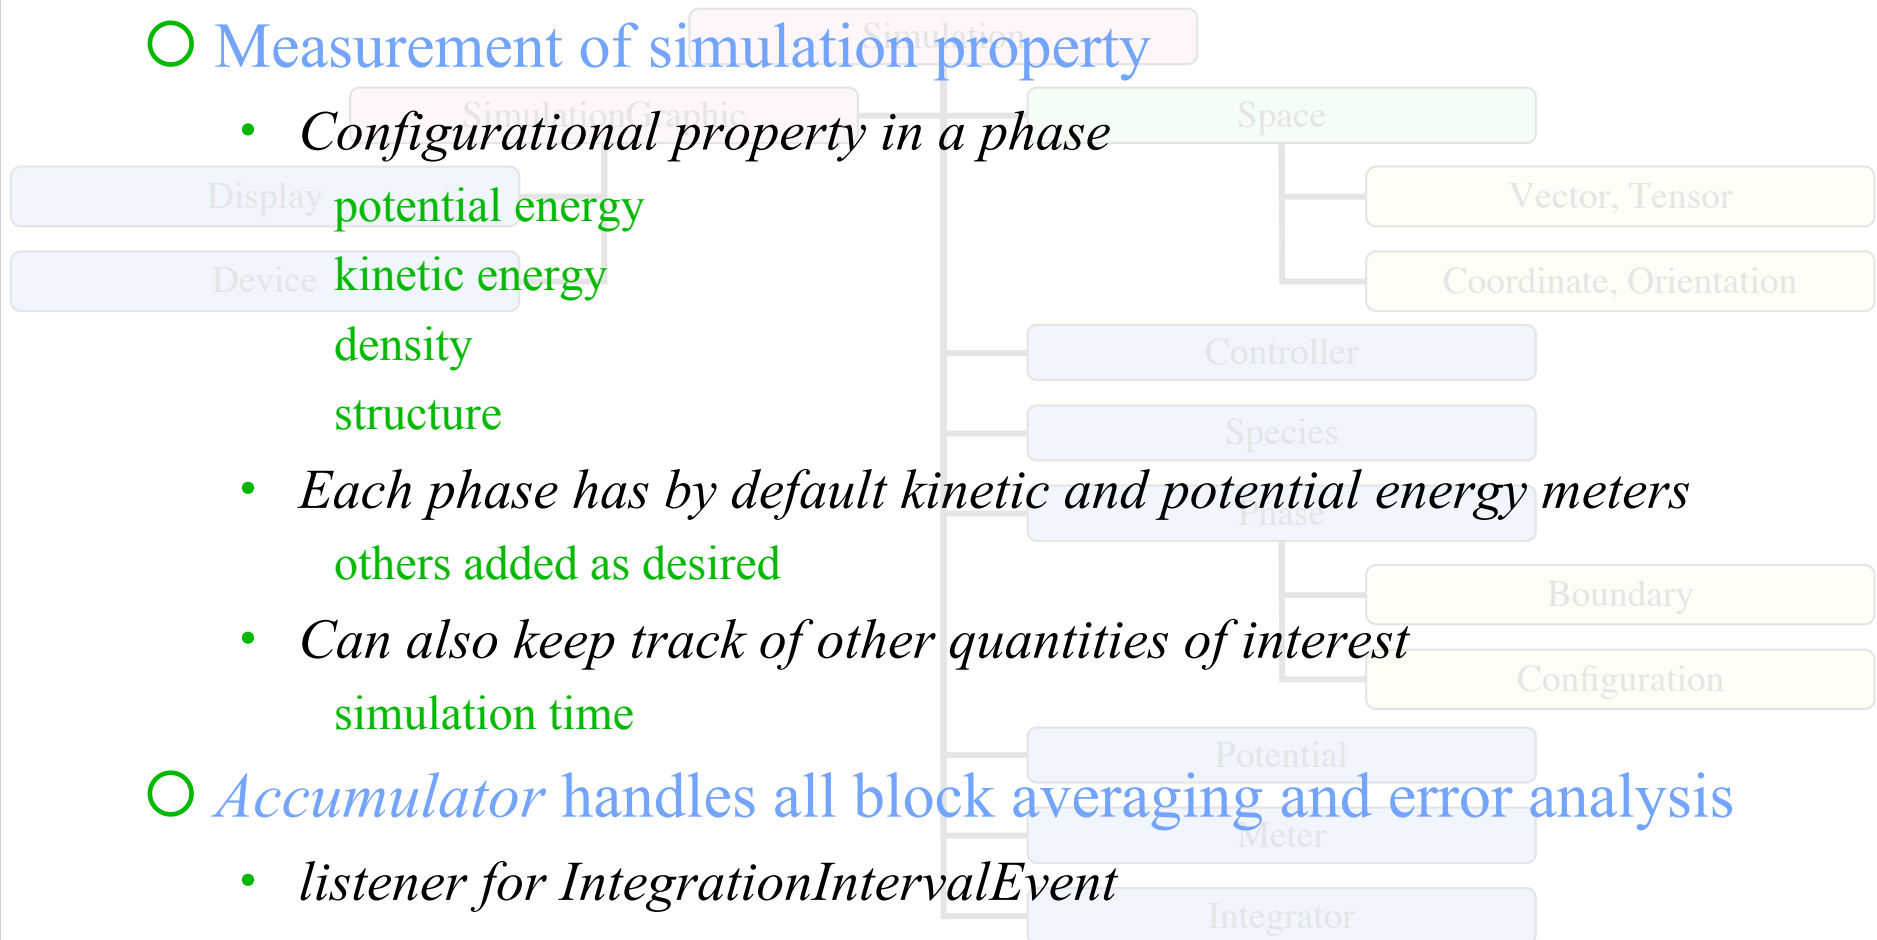 Measurement of simulation property
Configurational property in a phase
potential energy
kinetic energy
density
structure
Each phase has by default kinetic and potential energy meters
others added as desired
Can also keep track of other quantities of interest
simulation time
Accumulator handles all block averaging and error analysis
listener for IntegrationIntervalEvent
Simulation
SimulationGraphic
Space
Display
Vector, Tensor
Device
Coordinate, Orientation
Controller
Species
Phase
Boundary
Configuration
Potential
Meter
Integrator